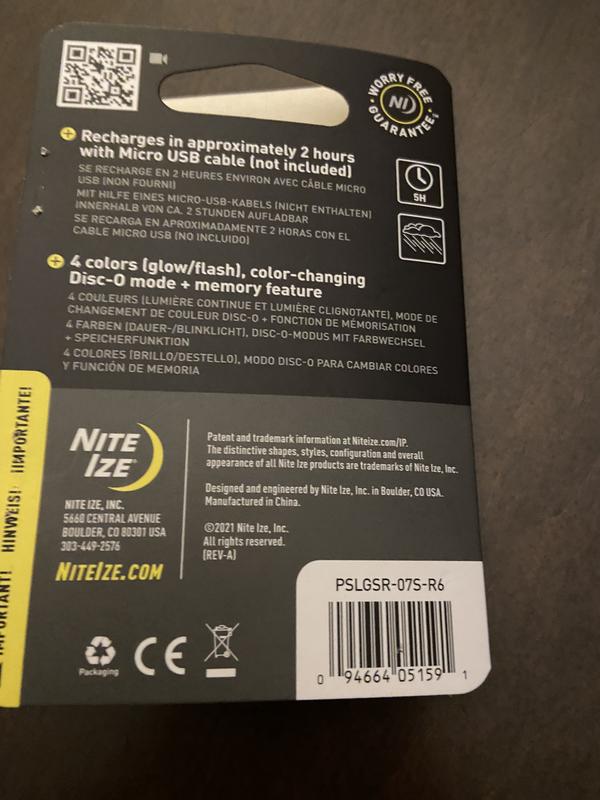 WORRY FREE
NI
GUARANTEE
Recharges in approximately 2 hours
with Micro USB cable (not included)
SE RECHARGE EN 2 HEURES ENVIRON AVEC CÂBLE MICRO
USB (NON FOURNI)
MIT HILFE EINES MICRO-USB-KABELS (NICHT ENTHALTEN)
INNERHALB VON CA. 2 STUNDEN AUFLADBAR
SE RECARGA EN APROXIMADAMENTE 2 HORAS CON EL
CABLE MICRO USB (NO INCLUIDO)
5H
4 colors (glow/flash), color-changing
Disc-O mode + memory feature
4 COULEURS (LUMIÈRE CONTINUE ET LUMIÈRE CLIGNOTANTE), MODE DE
CHANGEMENT DE COULEUR DISC-O + FONCTION DE MÉMORISATION
4 FARBEN (DAUER-/BLINKLICHT), DISC-O-MODUS MIT FARBWECHSEL
+ SPEICHERFUNKTION
4 COLORES (BRILLO/DESTELLO), MODO DISC-O PARA CAMBIAR COLORES
Y FUNCIÓN DE MEMORIA
IMPORTANT! HINWEIS! ¡IMPORTANTE!
NITE
IZE
NITE IZE, INC.
5660 CENTRAL AVENUE
BOULDER, CO 80301 USA
303-449-2576
NITEIZE.COM
Patent and trademark information at Niteize.com/IP.
The distinctive shapes, styles, configuration and overall
appearance of all Nite Ize products are trademarks of Nite Ize, Inc.
Designed and engineered by Nite Ize, Inc. in Boulder, CO USA.
Manufactured in China.
©2021 Nite Ize, Inc.
All rights reserved.
(REV-A)
Packaging
CE
PSLGSR-07S-R6
0 94664 05159 1